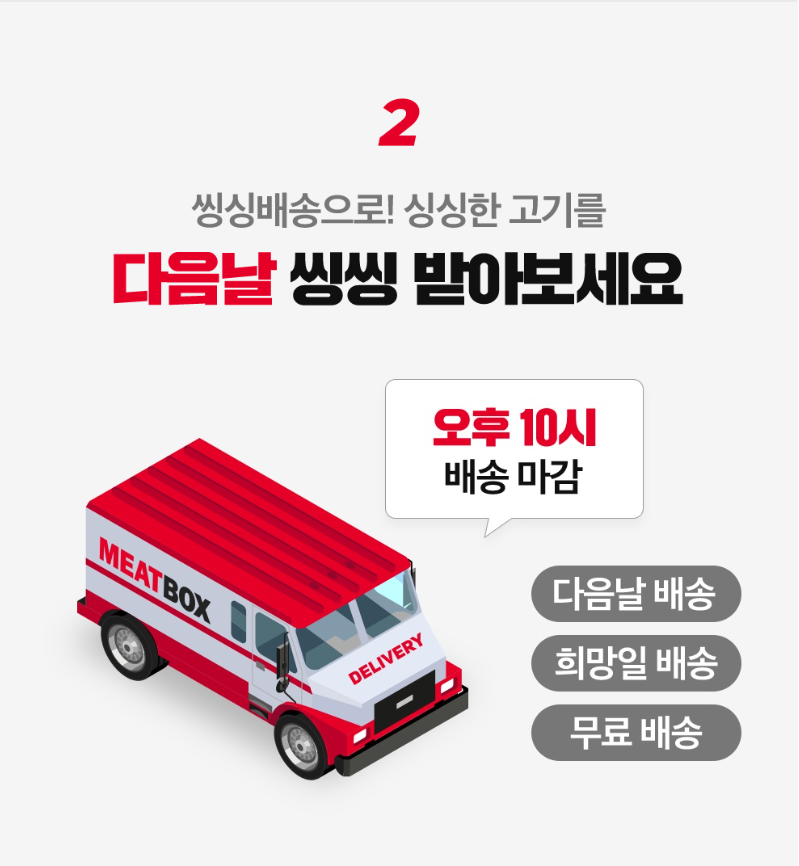 2
씽싱배송으로! 싱싱한 고기를
다음날 씽씽 받아보세요
오후 10시
배송 마감
MEATBOX
DELIVERY
다음날 배송
희망일 배송
무료 배송